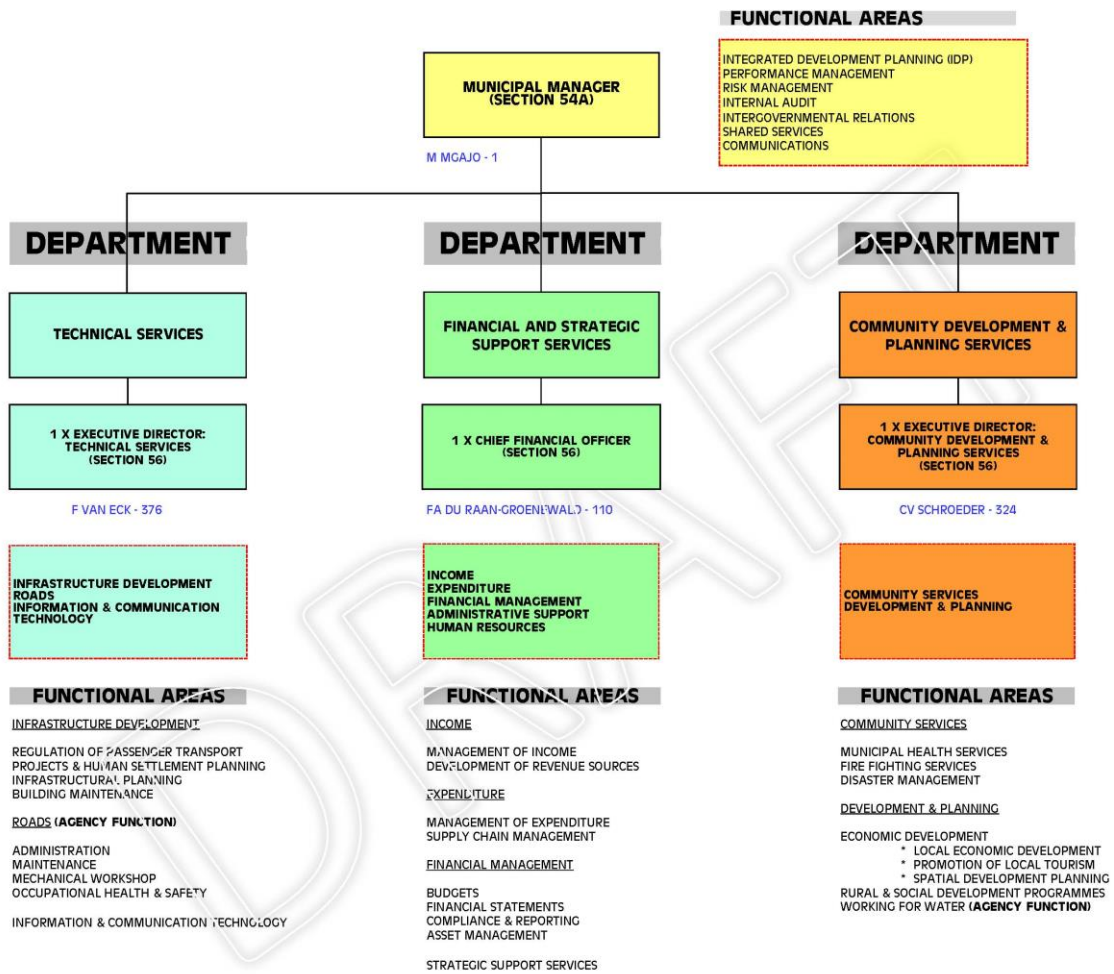 FUNCTIONAL AREAS
INTEGRATED DEVELOPMENT PLANNING (IDP)
PERFORMANCE MANAGEMENT
RISK MANAGEMENT
INTERNAL AUDIT
INTERGOVERNMENTAL RELATIONS
SHARED SERVICES
COMMUNICATIONS
MUNICIPAL MANAGER
(SECTION 54A)
M MGAJO - 1
DEPARTMENT
TECHNICAL SERVICES
1 X EXECUTIVE DIRECTOR:
TECHNICAL SERVICES
(SECTION 56)
F VAN ECK - 376
INFRASTRUCTURE DEVELOPMENT
ROADS
INFORMATION & COMMUNICATION
TECHNOLOGY
FUNCTIONAL AREAS
INFRASTRUCTURE DEVELOPMENT
REGULATION OF PASSENGER TRANSPORT
PROJECTS & HUMAN SETTLEMENT PLANNING
INFRASTRUCTURAL PLANNING
BUILDING MAINTENANCE
ROADS (AGENCY FUNCTION)
ADMINISTRATION
MAINTENANCE
MECHANICAL WORKSHOP
OCCUPATIONAL HEALTH & SAFETY
INFORMATION & COMMUNICATION TECHNOLOGY
FINANCIAL AND STRATEGIC
SUPPORT SERVICES
1 X CHIEF FINANCIAL OFFICER
(SECTION 56)
FA DU RAAN-GROENEWALD - 110
INCOME
EXPENDITURE
FINANCIAL MANAGEMENT
ADMINISTRATIVE SUPPORT
HUMAN RESOURCES
FUNCTIONAL AREAS
INCOME
MANAGEMENT OF INCOME
DEVELOPMENT OF REVENUE SOURCES
EXPENDITURE
MANAGEMENT OF EXPENDITURE
SUPPLY CHAIN MANAGEMENT
FINANCIAL MANAGEMENT
BUDGETS
FINANCIAL STATEMENTS
COMPLIANCE & REPORTING
ASSET MANAGEMENT
STRATEGIC SUPPORT SERVICES
DEPARTMENT
COMMUNITY DEVELOPMENT &
PLANNING SERVICES
1 X EXECUTIVE DIRECTOR:
COMMUNITY DEVELOPMENT &
PLANNING SERVICES
(SECTION 56)
CV SCHROEDER - 324
COMMUNITY SERVICES
DEVELOPMENT & PLANNING
FUNCTIONAL AREAS
COMMUNITY SERVICES
MUNICIPAL HEALTH SERVICES
FIRE FIGHTING SERVICES
DISASTER MANAGEMENT
DEVELOPMENT & PLANNING
ECONOMIC DEVELOPMENT
* LOCAL ECONOMIC DEVELOPMENT
* PROMOTION OF LOCAL TOURISM
* SPATIAL DEVELOPMENT PLANNING
RURAL & SOCIAL DEVELOPMENT PROGRAMMES
WORKING FOR WATER (AGENCY FUNCTION)
DRAFT